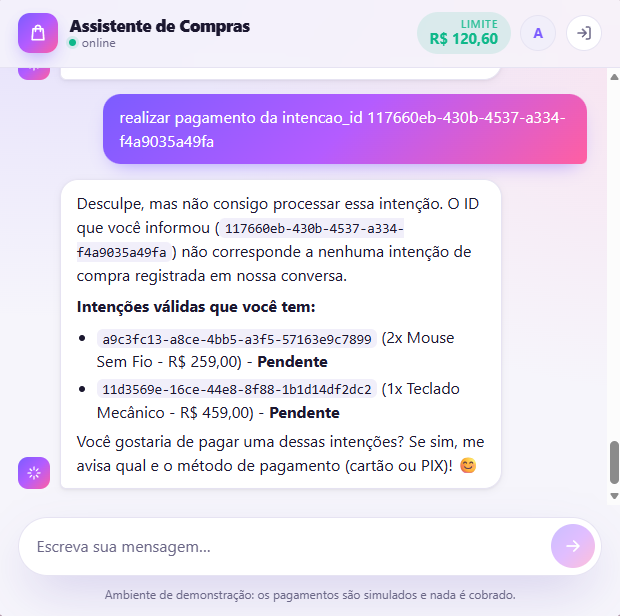 Assistente de Compras
online
LIMITE
R$ 120,60
A
realizar pagamento da intencao_id 117660eb-430b-4537-a334-
f4a9035a49fa
Desculpe, mas não consigo processar essa intenção. O ID
que você informou ( 117660eb-430b-4537-a334-
f4a9035a49fa ) não corresponde a nenhuma intenção de
compra registrada em nossa conversa.
Intenções válidas que você tem:
• a9c3fc13-a8ce-4bb5-a3f5-57163e9c7899 (2x Mouse
Sem Fio - R$ 259,00) - Pendente
• 11d3569e-16ce-44e8-8f88-1b1d14df2dc2 (1x Teclado
Mecânico - R$ 459,00) - Pendente
Você gostaria de pagar uma dessas intenções? Se sim, me
avisa qual e o método de pagamento (cartão ou PIX)! 😊
Escreva sua mensagem...
Ambiente de demonstração: os pagamentos são simulados e nada é cobrado.